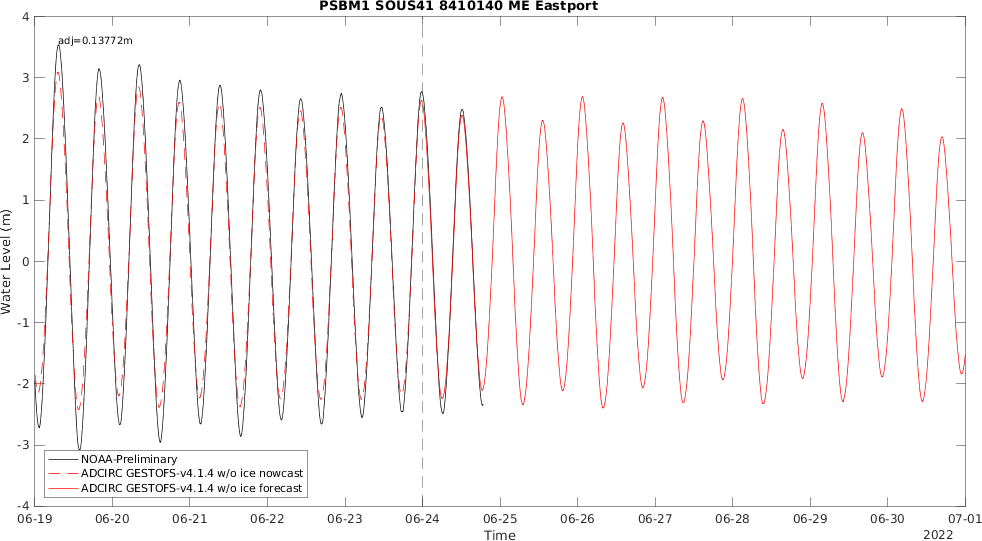 PSBM1 SOUS41 8410140 ME Eastport
adj=0.13772m
4
3
2
1
0
-1
-2
-3
-4
Water Level (m)
NOAA-Preliminary
ADCIRC GESTOFS-v4.1.4 w/o ice nowcast
ADCIRC GESTOFS-v4.1.4 w/o ice forecast
06-19 06-20 06-21 06-22 06-23 06-24 06-25 06-26 06-27 06-28 06-29 06-30 07-01
Time
2022